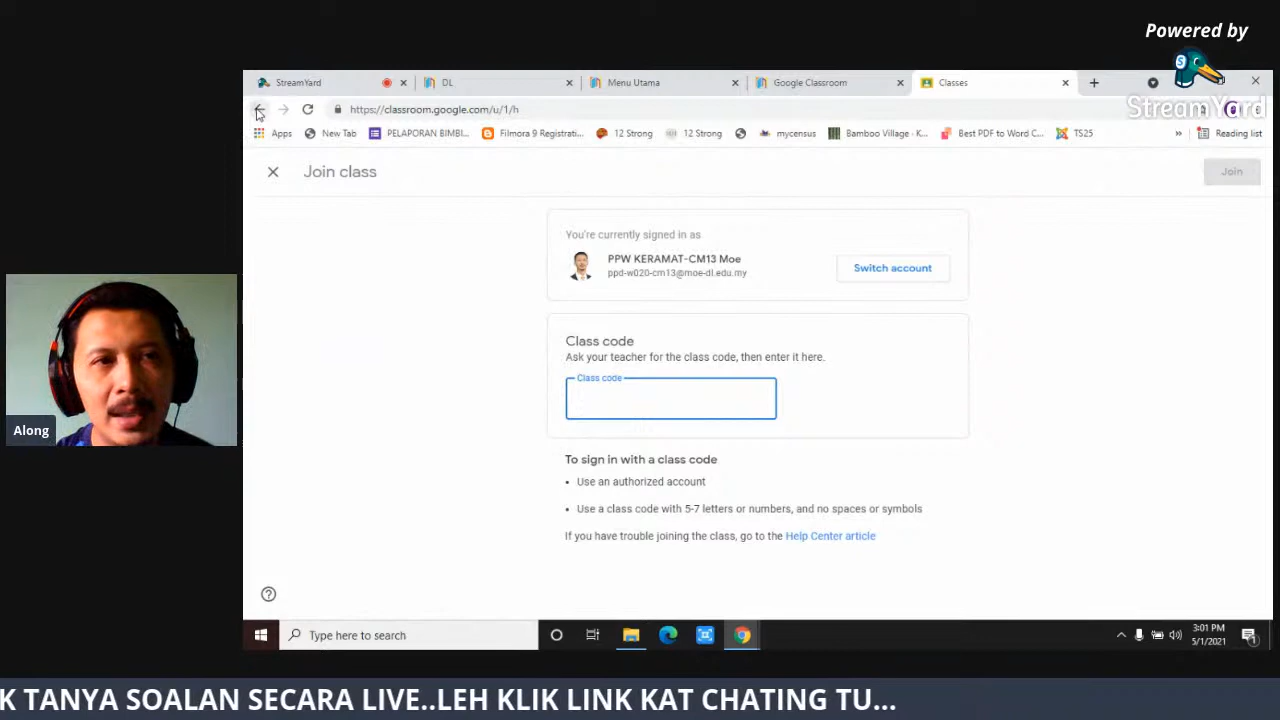 Powered by
StreamYard
StreamYard
DL
Menu Utama
Google Classroom
Classes
https://classroom.google.com/u/1/h
Apps
New Tab
PELAPORAN BIMBI...
Filmora 9 Registrati...
12 Strong
12 Strong
mycensus
Bamboo Village - K...
Best PDF to Word C...
TS25
»
Reading list
Join class
Join
You're currently signed in as
PPW KERAMAT-CM13 Moe
ppd-w020-cm13@moe-dl.edu.my
Switch account
Class code
Ask your teacher for the class code, then enter it here.
Class code
To sign in with a class code
• Use an authorized account
• Use a class code with 5-7 letters or numbers, and no spaces or symbols
If you have trouble joining the class, go to the Help Center article
Along
Type here to search
3:01 PM
5/1/2021
K TANYA SOALAN SECARA LIVE..LEH KLIK LINK KAT CHATING TU...